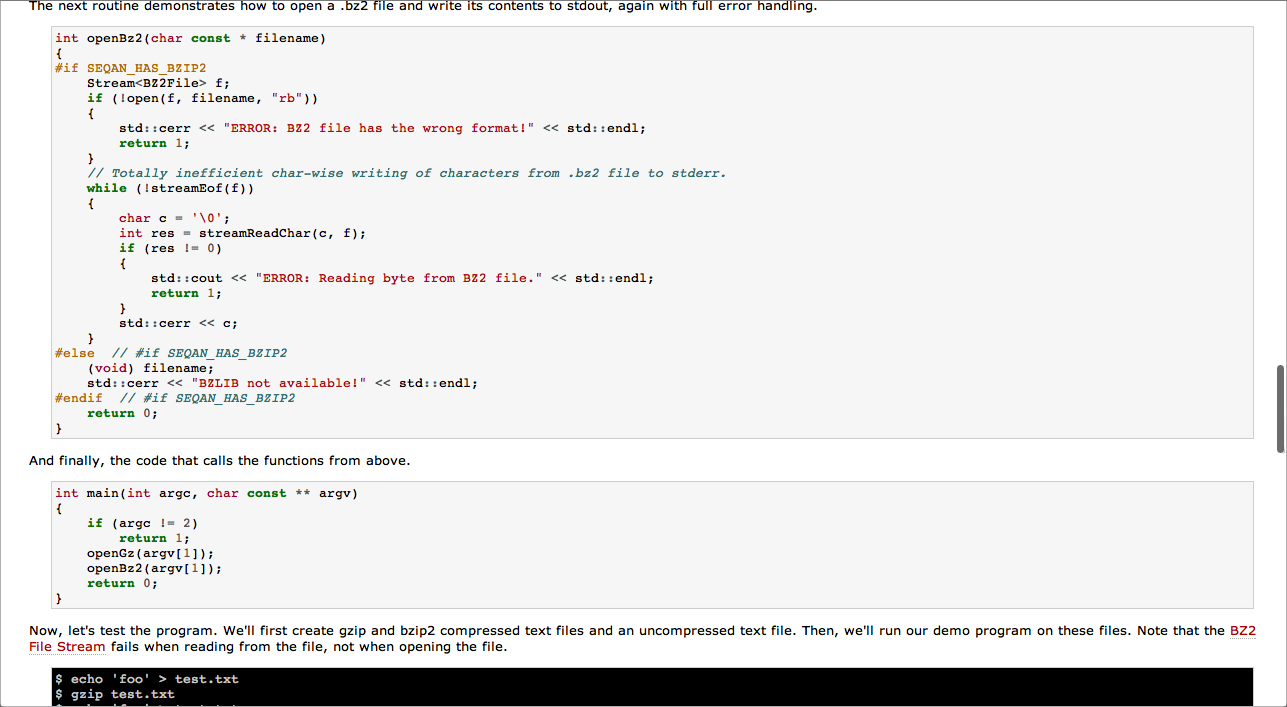 The next routine demonstrates how to open a .bz2 file and write its contents to stdout, again with full error handling.
int openBz2(char const * filename)
{
#if SEQAN_HAS_BZIP2
    Stream<BZ2File> f;
    if (!open(f, filename, "rb"))
    {
        std::cerr << "ERROR: BZ2 file has the wrong format!" << std::endl;
        return 1;
    }
    // Totally inefficient char-wise writing of characters from .bz2 file to stderr.
    while (!streamEof(f))
    {
        char c = '\0';
        int res = streamReadChar(c, f);
        if (res != 0)
        {
            std::cout << "ERROR: Reading byte from BZ2 file." << std::endl;
            return 1;
        }
        std::cerr << c;
    }
#else  // #if SEQAN_HAS_BZIP2
    (void) filename;
    std::cerr << "BZLIB not available!" << std::endl;
#endif  // #if SEQAN_HAS_BZIP2
    return 0;
}
And finally, the code that calls the functions from above.
int main(int argc, char const ** argv)
{
    if (argc != 2)
        return 1;
    openGz(argv[1]);
    openBz2(argv[1]);
    return 0;
}
Now, let's test the program. We'll first create gzip and bzip2 compressed text files and an uncompressed text file. Then, we'll run our demo program on these files. Note that the BZ2
File Stream fails when reading from the file, not when opening the file.
$ echo 'foo' > test.txt
$ gzip test.txt